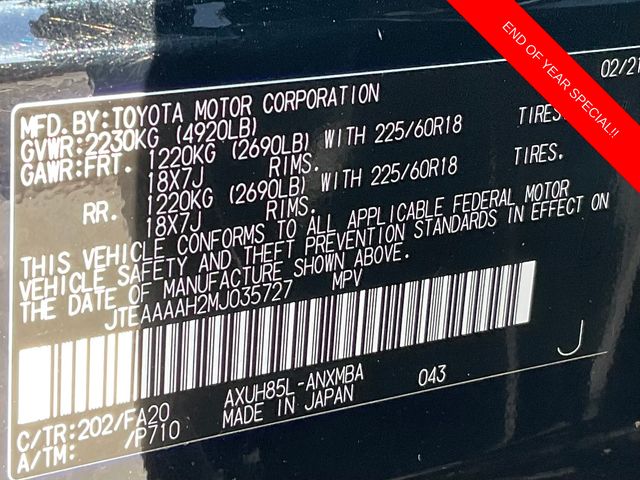 END OF YEAR SPECIAL!!
02/21
MFD.BY:TOYOTA MOTOR CORPORATION
GVWR:2230KG (4920LB)
GAWR:FRT. 1220KG (2690LB) WITH 225/60R18 TIRES.
18X7J RIMS.
RR. 1220KG (2690LB) WITH 225/60R18 TIRES.
18X7J RIMS.
THIS VEHICLE CONFORMS TO ALL APPLICABLE FEDERAL MOTOR
VEHICLE SAFETY AND THEFT PREVENTION STANDARDS IN EFFECT ON
THE DATE OF MANUFACTURE SHOWN ABOVE.
JTEAAAAH2MJ035727 MPV
C/TR:202/FA20 AXUH85L-ANXMBA 043 J
A/TM: /P710 MADE IN JAPAN